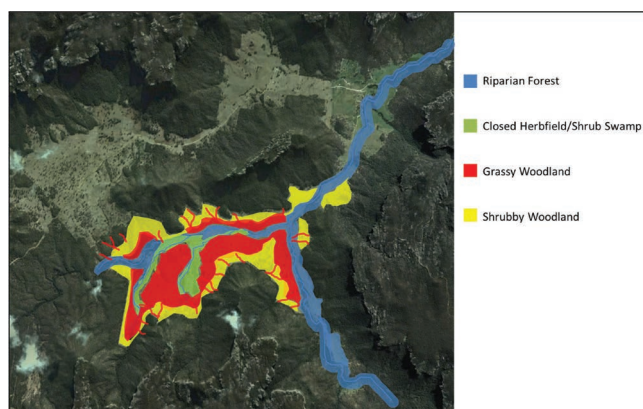 Riparian Forest
Closed Herbfield/Shrub Swamp
Grassy Woodland
Shrubby Woodland